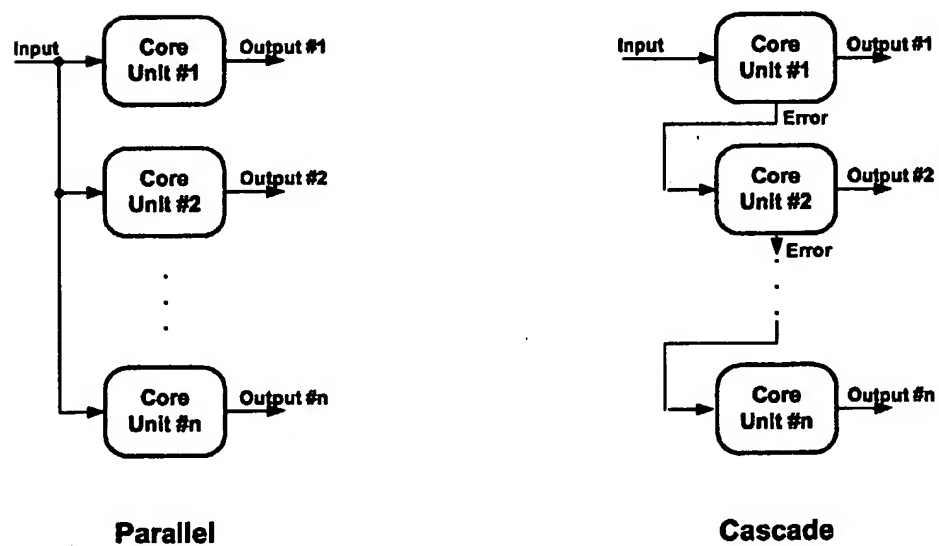 Input
Core
Unit #1
Output #1
Core
Unit #2
Output #2
Core
Unit #n
Output #n
Parallel
Input
Core
Unit #1
Output #1
Error
Core
Unit #2
Output #2
Error
Core
Unit #n
Output #n
Cascade